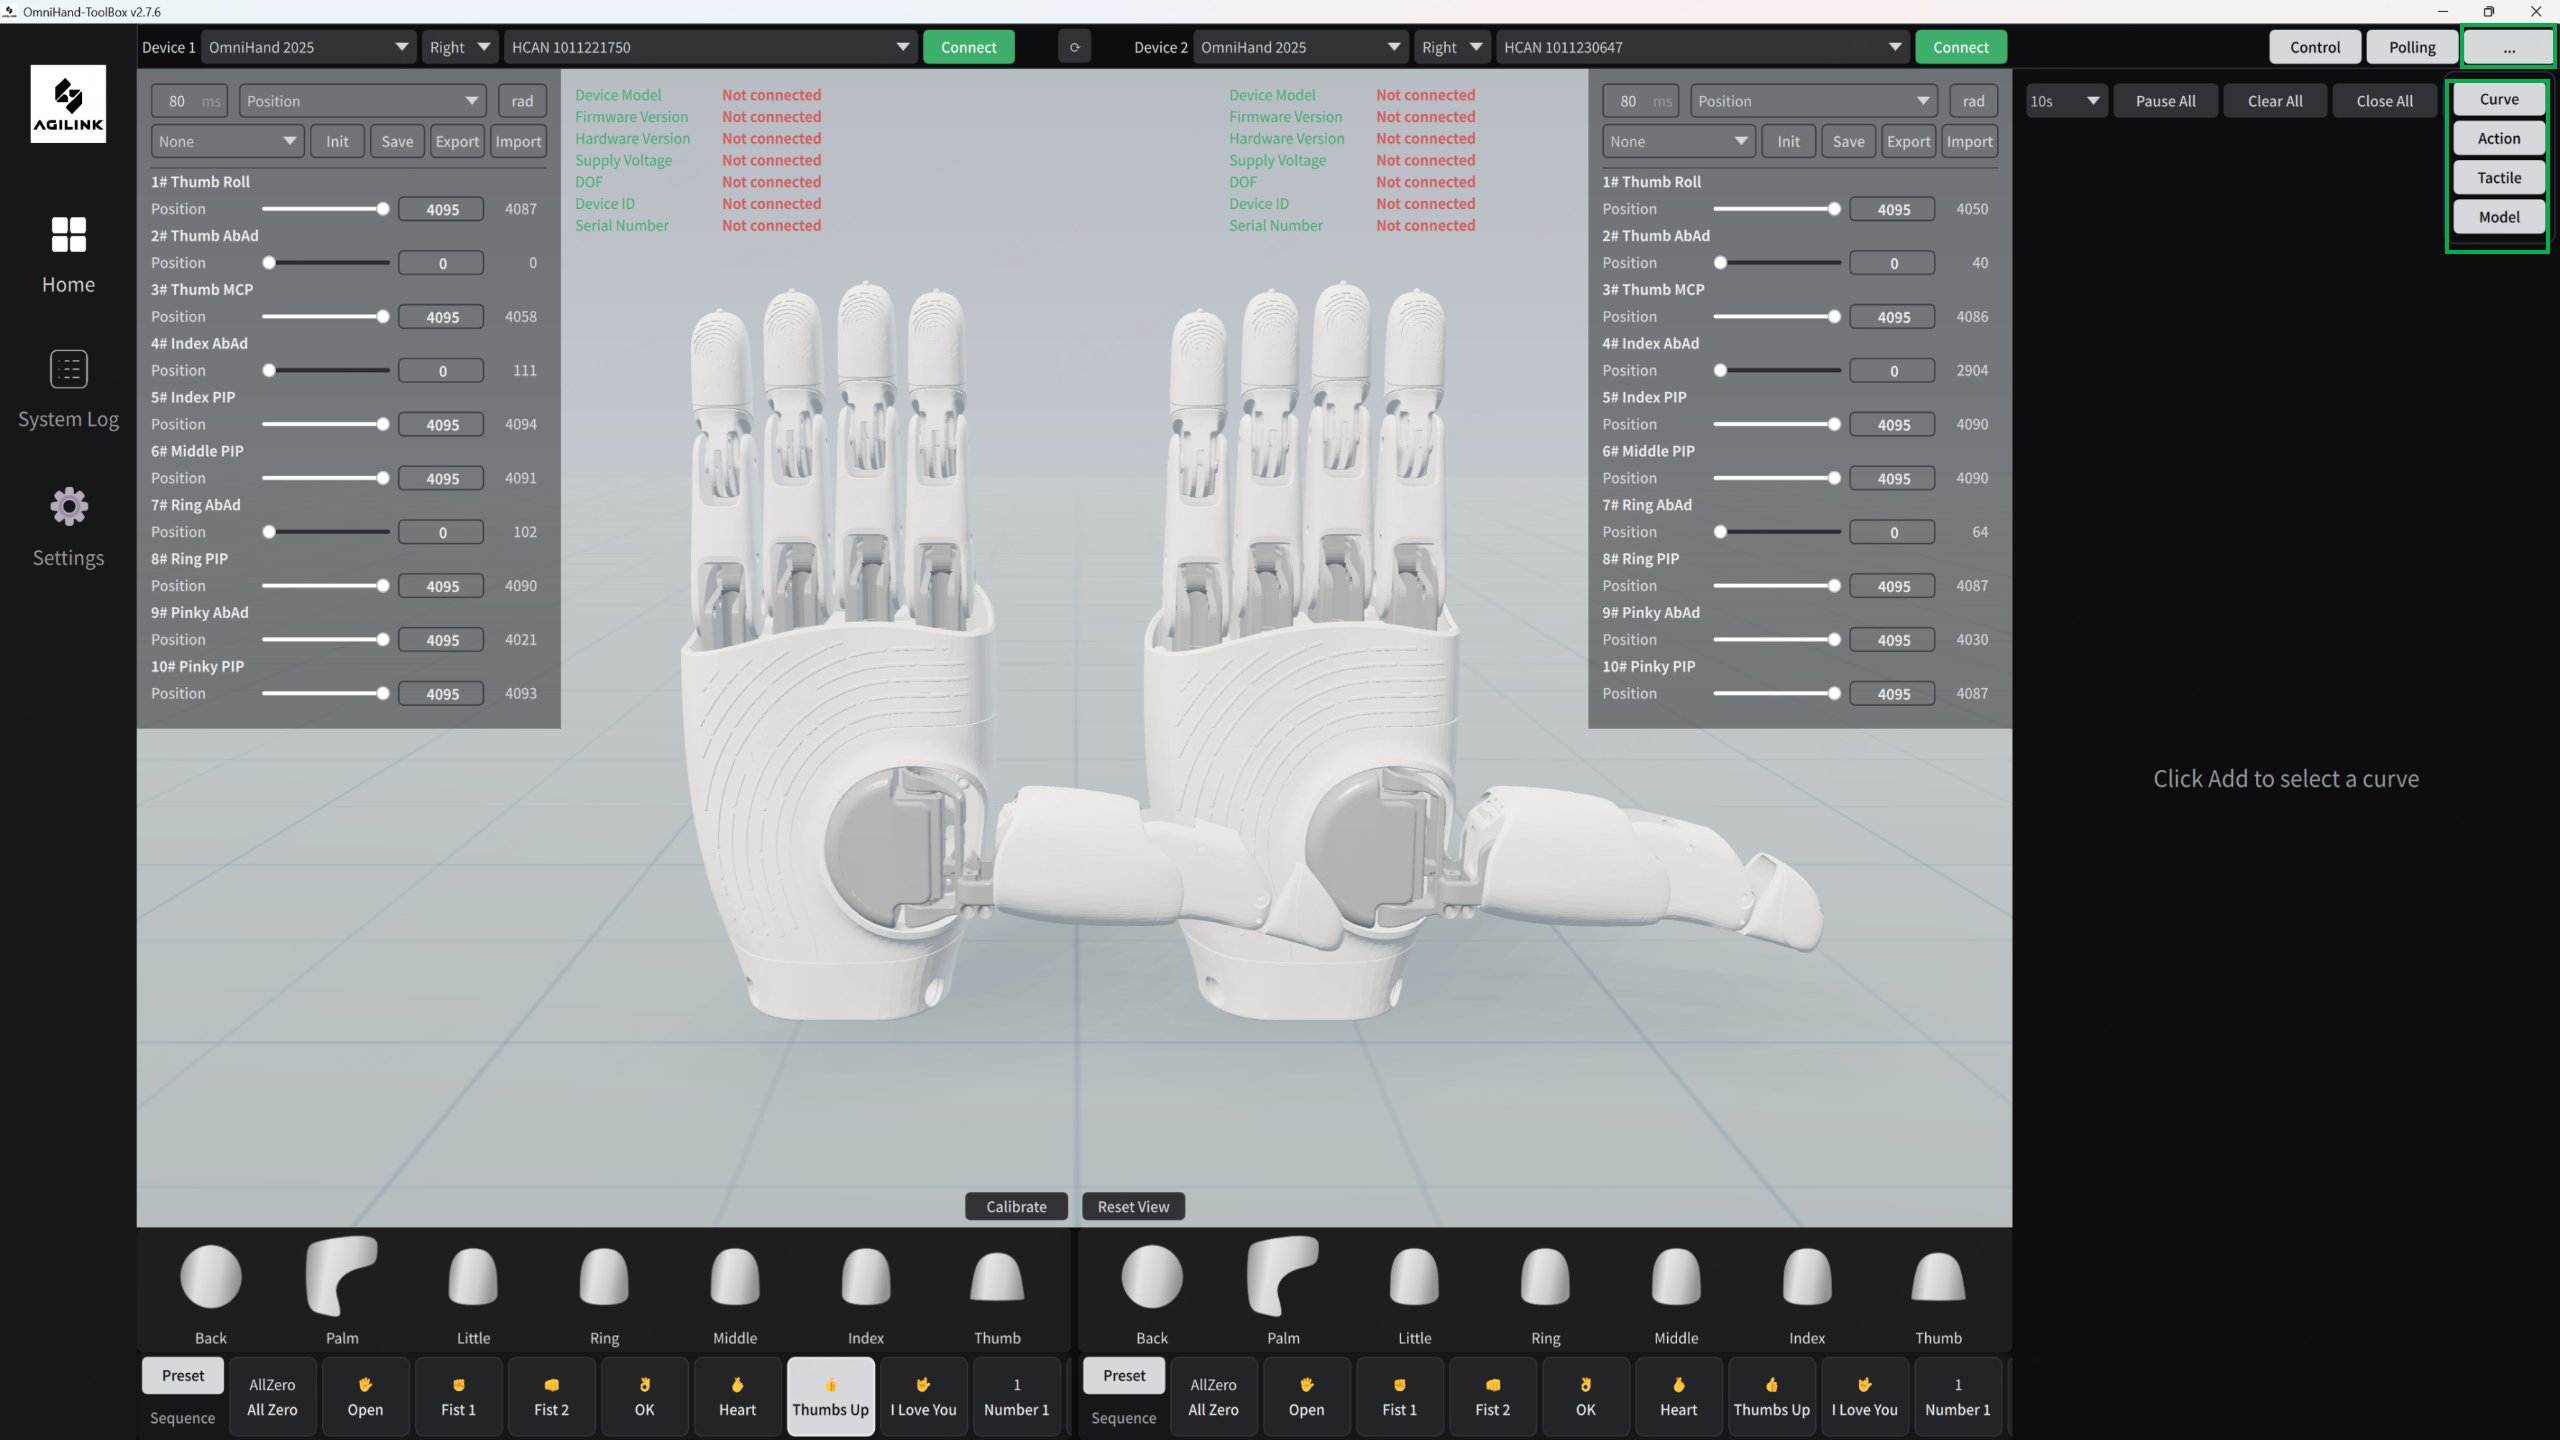 OmniHand-ToolBox v2.7.6
Device 1 OmniHand 2025 Right HCAN 1011221750 Connect Device 2 OmniHand 2025 Right HCAN 1011230647 Connect Control Polling ...
AGILINK
Home
System Log
Settings
80 ms Position rad
None Init Save Export Import
1# Thumb Roll
Position 4095 4087
2# Thumb AbAd
Position 0 0
3# Thumb MCP
Position 4095 4058
4# Index AbAd
Position 0 111
5# Index PIP
Position 4095 4094
6# Middle PIP
Position 4095 4091
7# Ring AbAd
Position 0 102
8# Ring PIP
Position 4095 4090
9# Pinky AbAd
Position 4095 4021
10# Pinky PIP
Position 4095 4093
Device Model Not connected
Firmware Version Not connected
Hardware Version Not connected
Supply Voltage Not connected
DOF Not connected
Device ID Not connected
Serial Number Not connected
Device Model Not connected
Firmware Version Not connected
Hardware Version Not connected
Supply Voltage Not connected
DOF Not connected
Device ID Not connected
Serial Number Not connected
80 ms Position rad
None Init Save Export Import
1# Thumb Roll
Position 4095 4050
2# Thumb AbAd
Position 0 40
3# Thumb MCP
Position 4095 4086
4# Index AbAd
Position 0 2904
5# Index PIP
Position 4095 4090
6# Middle PIP
Position 4095 4090
7# Ring AbAd
Position 0 64
8# Ring PIP
Position 4095 4087
9# Pinky AbAd
Position 4095 4030
10# Pinky PIP
Position 4095 4087
10s Pause All Clear All Close All
Curve
Action
Tactile
Model
Click Add to select a curve
Calibrate Reset View
Back Palm Little Ring Middle Index Thumb
Back Palm Little Ring Middle Index Thumb
Preset
Sequence
AllZero
All Zero Open Fist 1 Fist 2 OK Heart Thumbs Up I Love You
1
Number 1
Preset
Sequence
AllZero
All Zero Open Fist 1 Fist 2 OK Heart Thumbs Up I Love You
1
Number 1